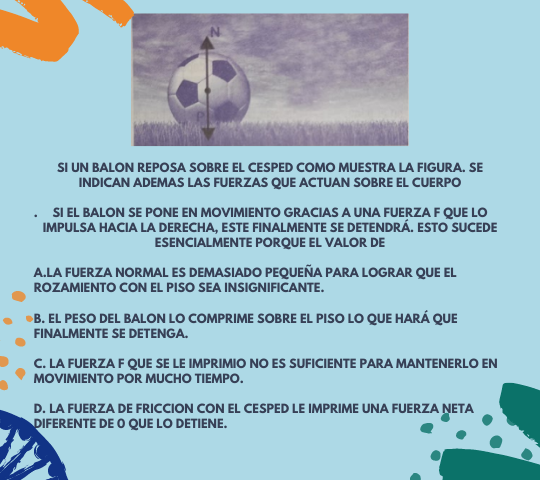 N
SI UN BALON REPOSA SOBRE EL CESPED COMO MUESTRA LA FIGURA. SE
INDICAN ADEMAS LAS FUERZAS QUE ACTUAN SOBRE EL CUERPO
. SI EL BALON SE PONE EN MOVIMIENTO GRACIAS A UNA FUERZA F QUE LO
IMPULSA HACIA LA DERECHA, ESTE FINALMENTE SE DETENDRÁ. ESTO SUCEDE
ESENCIALMENTE PORQUE EL VALOR DE
A.LA FUERZA NORMAL ES DEMASIADO PEQUEÑA PARA LOGRAR QUE EL
ROZAMIENTO CON EL PISO SEA INSIGNIFICANTE.
B. EL PESO DEL BALON LO COMPRIME SOBRE EL PISO LO QUE HARÁ QUE
FINALMENTE SE DETENGA.
C. LA FUERZA F QUE SE LE IMPRIMIO NO ES SUFICIENTE PARA MANTENERLO EN
MOVIMIENTO POR MUCHO TIEMPO.
D. LA FUERZA DE FRICCION CON EL CESPED LE IMPRIME UNA FUERZA NETA
DIFERENTE DE 0 QUE LO DETIENE.